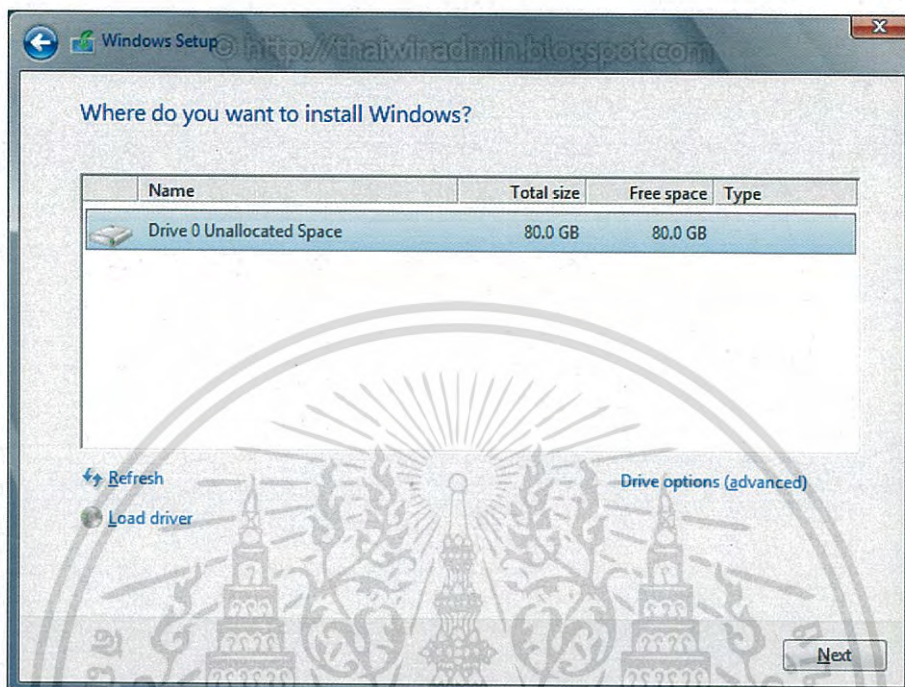 Windows Setup
© http://thaiwinadmin.blogspot.com
Where do you want to install Windows?
Name Total size Free space Type
Drive 0 Unallocated Space 80.0 GB 80.0 GB
Refresh
Drive options (advanced)
Load driver
Next